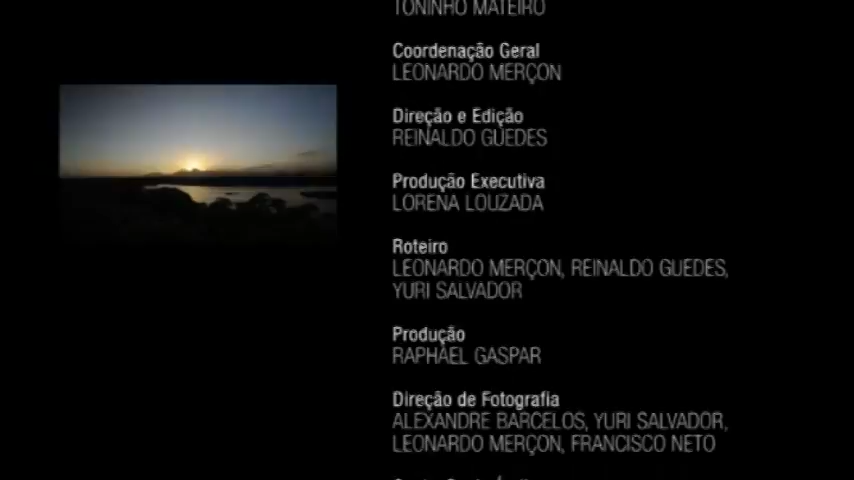 TONINHO MATEIRO
Coordenação Geral
LEONARDO MERÇON
Direção e Edição
REINALDO GUEDES
Produção Executiva
LORENA LOUZADA
Roteiro
LEONARDO MERÇON, REINALDO GUEDES,
YURI SALVADOR
Produção
RAPHAEL GASPAR
Direção de Fotografia
ALEXANDRE BARCELOS, YURI SALVADOR,
LEONARDO MERÇON, FRANCISCO NETO